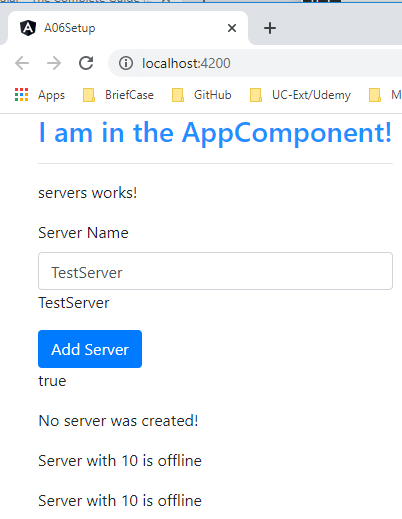 A06Setup
localhost:4200
Apps BriefCase GitHub UC-Ext/Udemy M
I am in the AppComponent!
servers works!
Server Name
TestServer
TestServer
Add Server
true
No server was created!
Server with 10 is offline
Server with 10 is offline